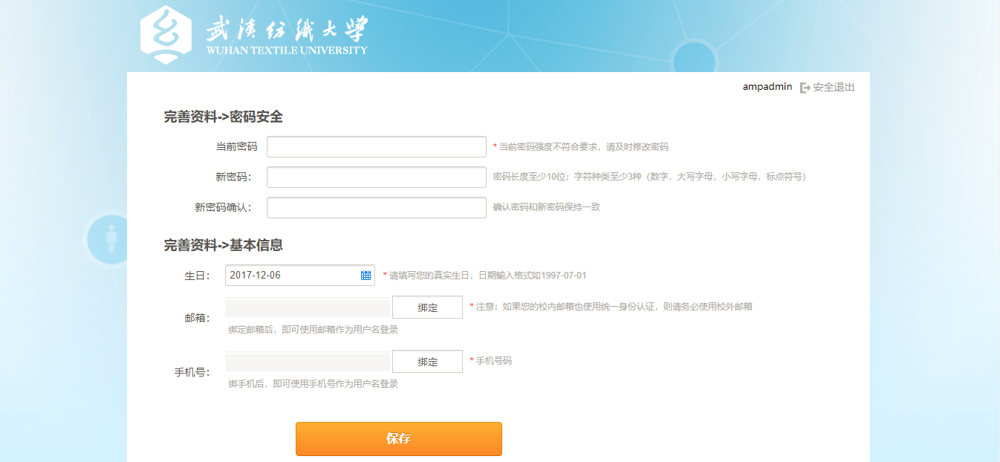 武漢纺織大学
WUHAN TEXTILE UNIVERSITY
ampadmin 安全退出
完善资料->密码安全
当前密码 * 当前密码强度不符合要求，请及时修改密码
新密码： 密码长度至少10位；字符种类至少3种（数字，大写字母，小写字母，标点符号）
新密码确认： 确认密码和新密码保持一致
完善资料->基本信息
生日： 2017-12-06 * 请填写您的真实生日，日期输入格式如1997-07-01
邮箱： 绑定 * 注意：如果您的校内邮箱也使用统一身份认证，则请务必使用校外邮箱
绑定邮箱后，即可使用邮箱作为用户名登录
手机号： 绑定 * 手机号码
绑手机后，即可使用手机号作为用户名登录
保存